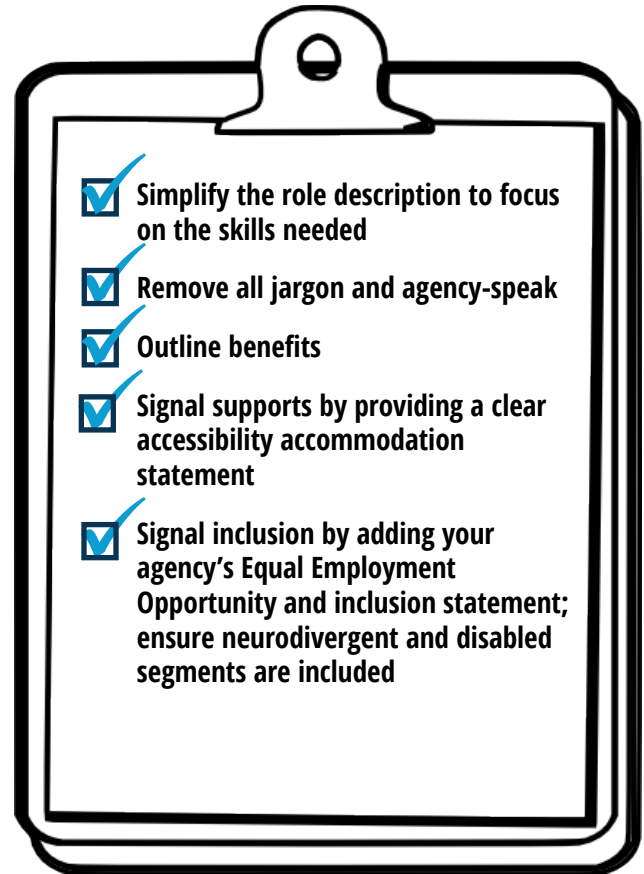 Simplify the role description to focus
on the skills needed
Remove all jargon and agency-speak
Outline benefits
Signal supports by providing a clear
accessibility accommodation
statement
Signal inclusion by adding your
agency’s Equal Employment
Opportunity and inclusion statement;
ensure neurodivergent and disabled
segments are included